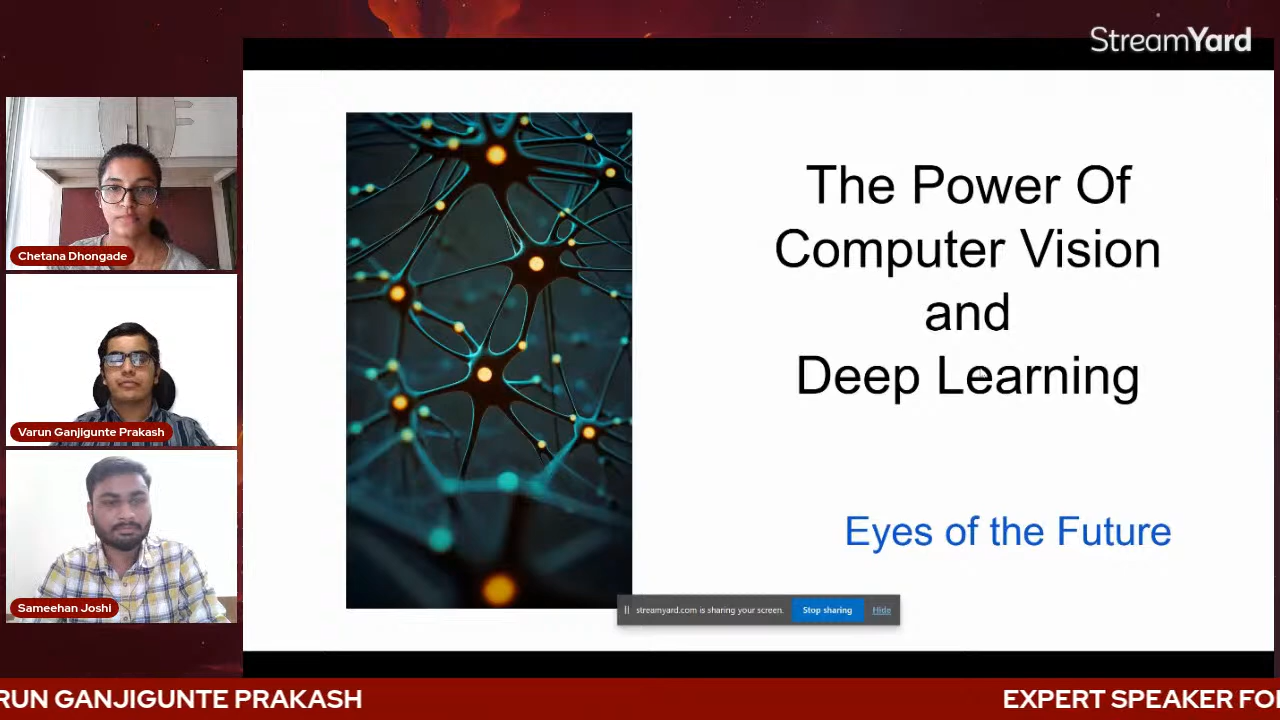 StreamYard
Chetana Dhongade
Varun Ganjigunte Prakash
Sameehan Joshi
The Power Of
Computer Vision
and
Deep Learning
Eyes of the Future
streamyard.com is sharing your screen.
Stop sharing
Hide
RUN GANJIGUNTE PRAKASH
EXPERT SPEAKER FO